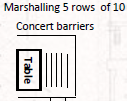 Marshalling 5 rows of 10
Concert barriers
Table